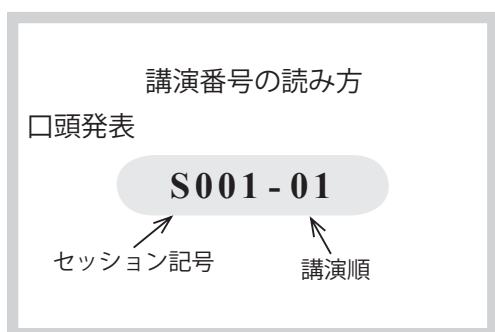 講演番号の読み方
口頭発表
S001-01
セッション記号
講演順